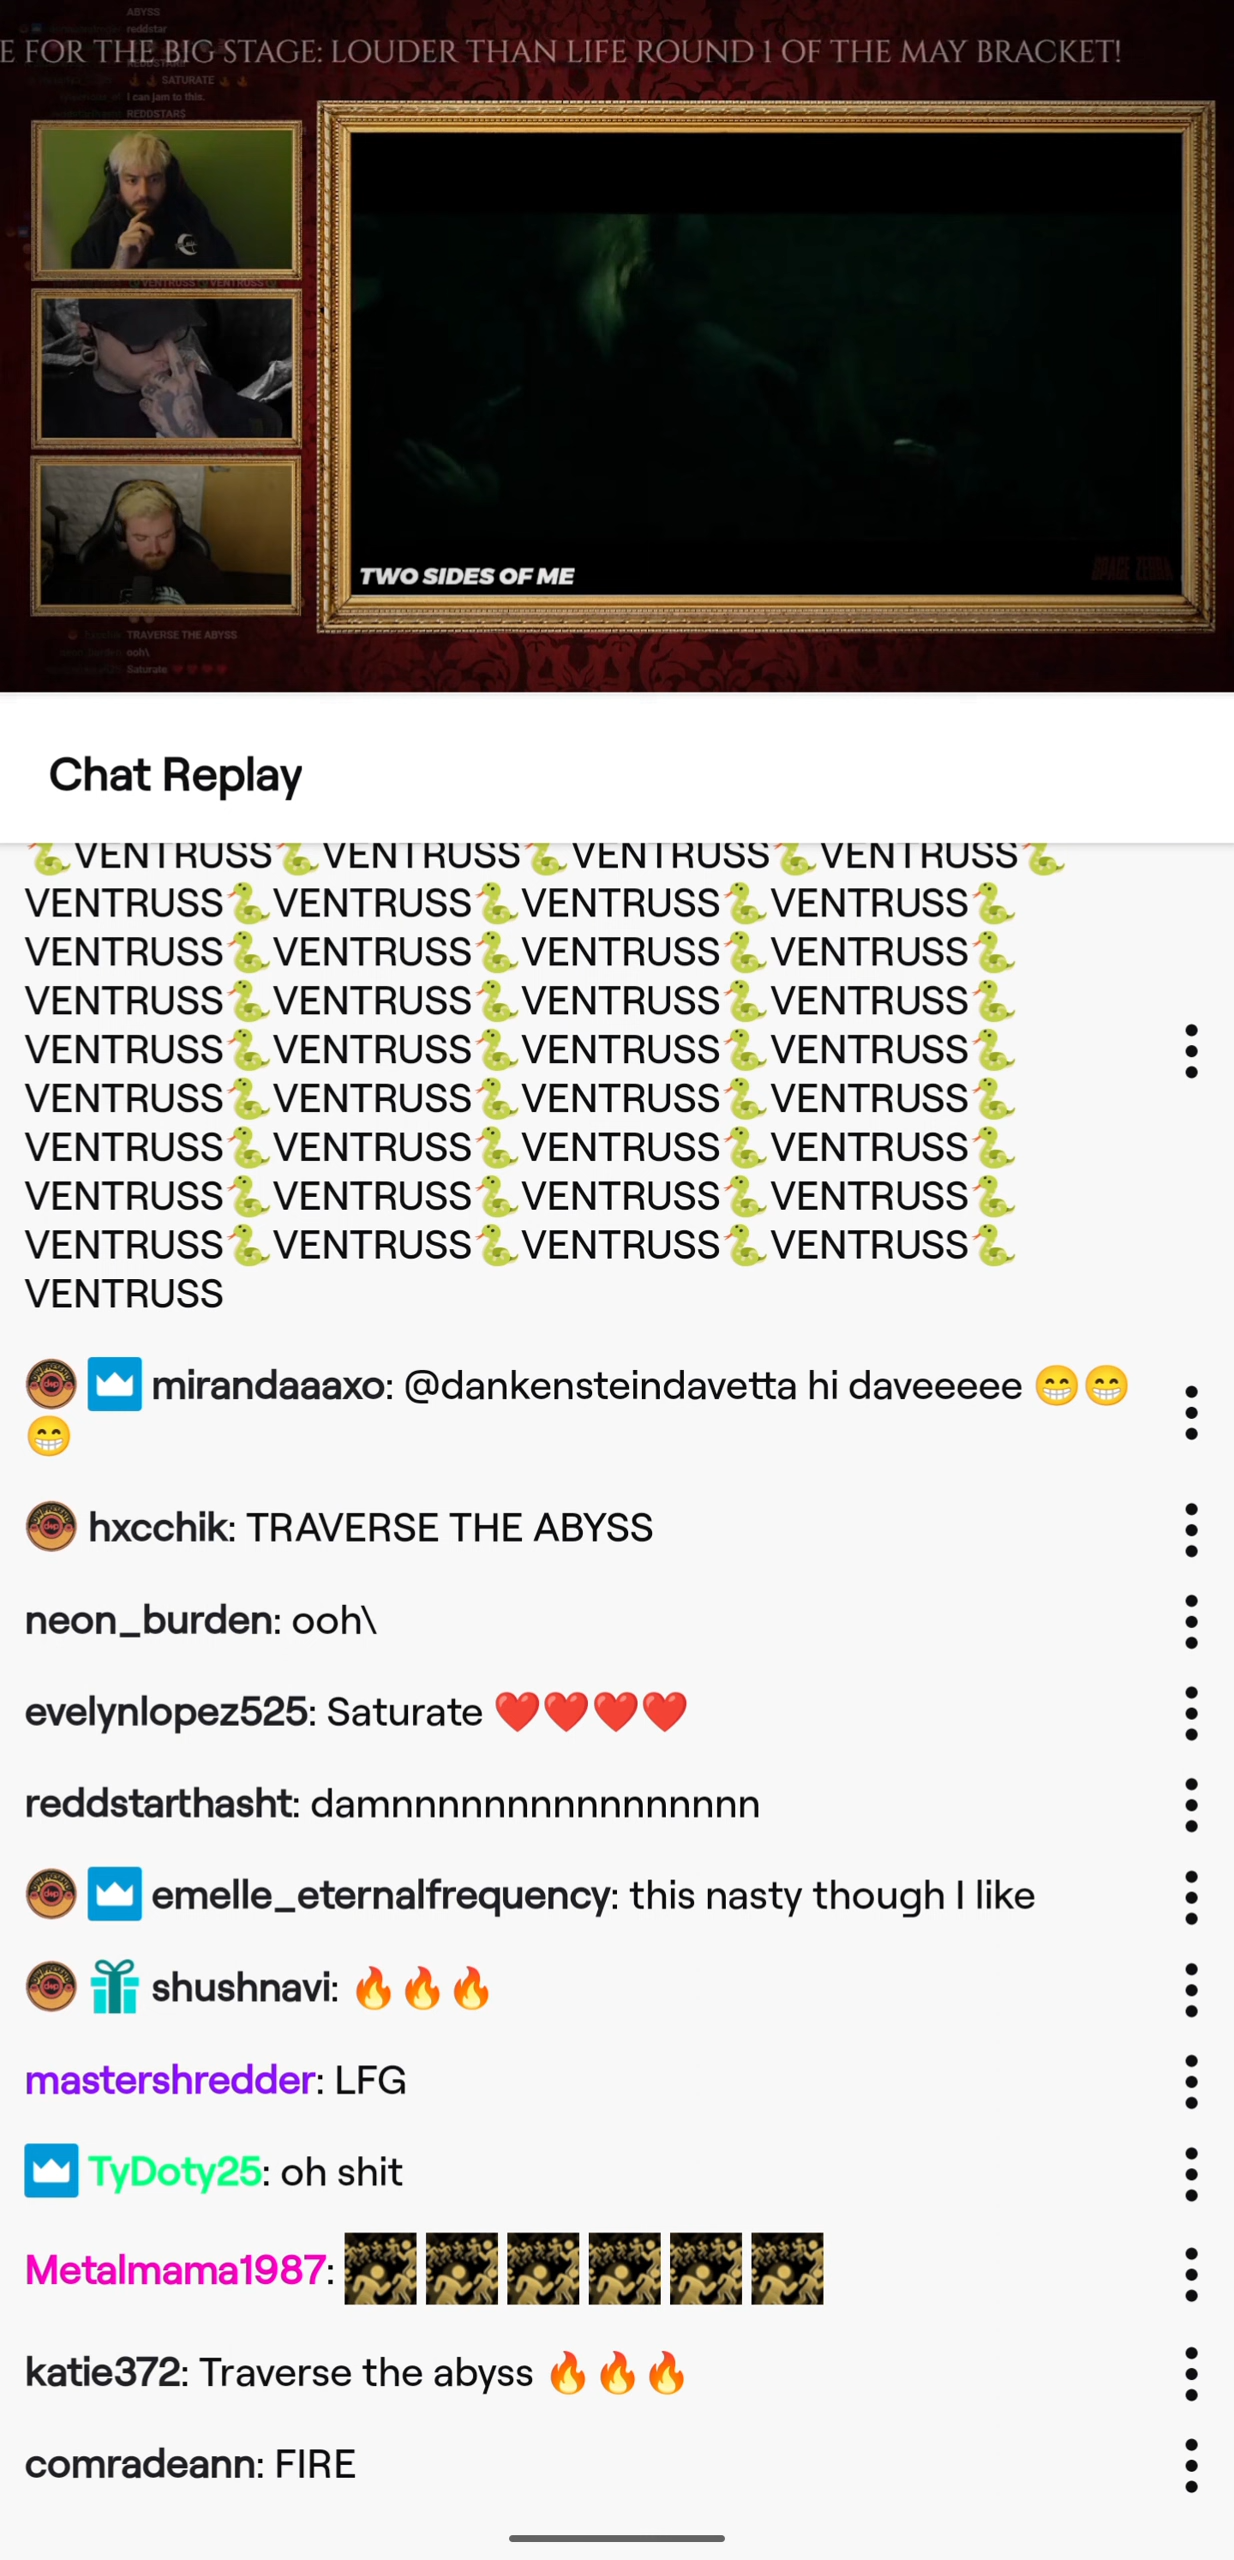 ABYSS
reddstar
E FOR THE BIG STAGE: LOUDER THAN LIFE ROUND 1 OF THE MAY BRACKET!
REDDSTARS
🔥 🔥 SATURATE 🔥 🔥
I can jam to this.
REDDSTARS
VENTRUSS🐍VENTRUSS🐍
TWO SIDES OF ME
SPACE ZEBRA
TRAVERSE THE ABYSS
ooh\
Saturate ❤️❤️❤️❤️
Chat Replay
🐍VENTRUSS🐍VENTRUSS🐍VENTRUSS🐍VENTRUSS🐍
VENTRUSS🐍VENTRUSS🐍VENTRUSS🐍VENTRUSS🐍
VENTRUSS🐍VENTRUSS🐍VENTRUSS🐍VENTRUSS🐍
VENTRUSS🐍VENTRUSS🐍VENTRUSS🐍VENTRUSS🐍
VENTRUSS🐍VENTRUSS🐍VENTRUSS🐍VENTRUSS🐍
VENTRUSS🐍VENTRUSS🐍VENTRUSS🐍VENTRUSS🐍
VENTRUSS🐍VENTRUSS🐍VENTRUSS🐍VENTRUSS🐍
VENTRUSS🐍VENTRUSS🐍VENTRUSS🐍VENTRUSS🐍
VENTRUSS🐍VENTRUSS🐍VENTRUSS🐍VENTRUSS🐍
VENTRUSS
mirandaaaxo: @dankensteindavetta hi daveeeee 😁😁
😁
hxcchik: TRAVERSE THE ABYSS
neon_burden: ooh\
evelynlopez525: Saturate ❤️❤️❤️❤️
reddstarthasht: damnnnnnnnnnnnnnnnn
emelle_eternalfrequency: this nasty though I like
shushnavi: 🔥🔥🔥
mastershredder: LFG
TyDoty25: oh shit
Metalmama1987:
katie372: Traverse the abyss 🔥🔥🔥
comradeann: FIRE